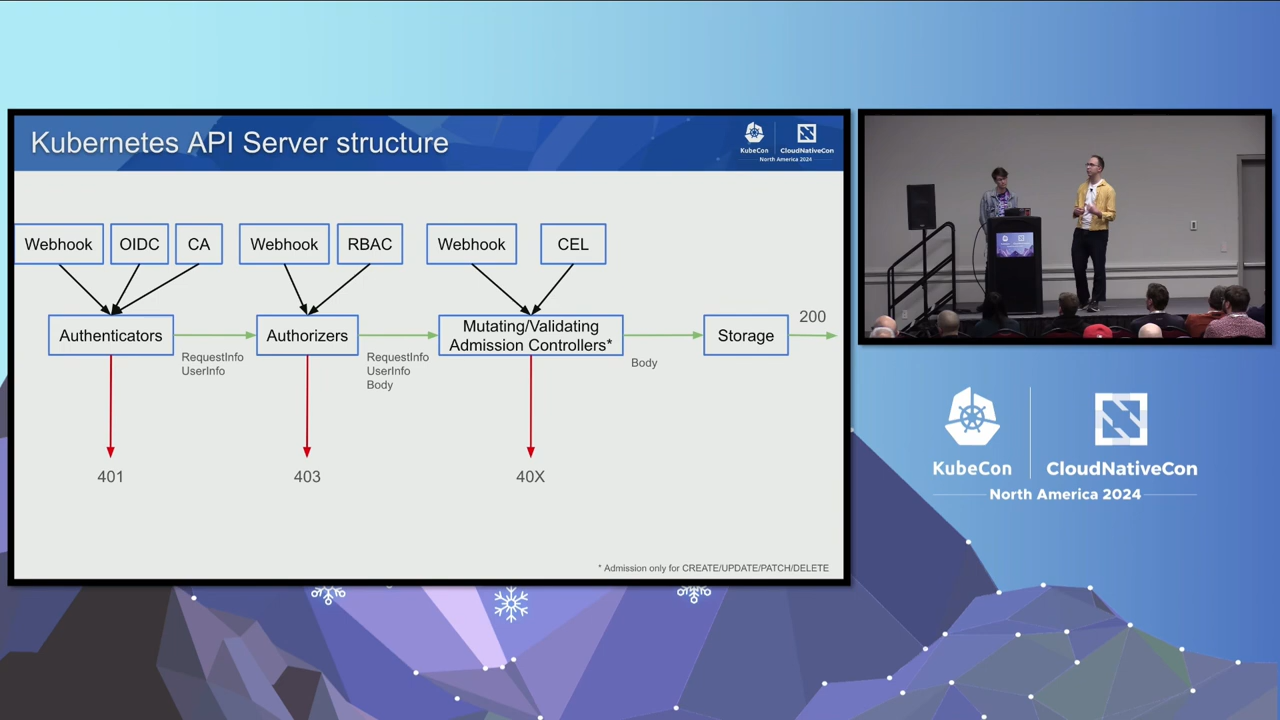 Kubernetes API Server structure
KubeCon
CloudNativeCon
North America 2024
Webhook
OIDC
CA
Webhook
RBAC
Webhook
CEL
Authenticators
RequestInfo
UserInfo
Authorizers
RequestInfo
UserInfo
Body
Mutating/Validating
Admission Controllers*
Body
Storage
200
401
403
40X
* Admission only for CREATE/UPDATE/PATCH/DELETE
KubeCon
CloudNativeCon
North America 2024